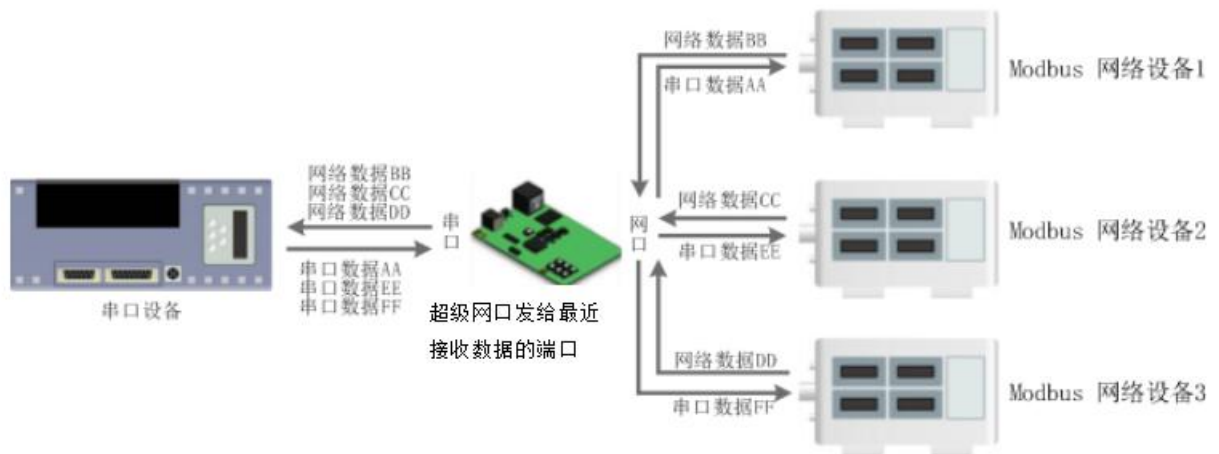 网络数据BB
串口数据AA
Modbus 网络设备1
网络数据BB
网络数据CC
网络数据DD
串口
网口
网络数据CC
串口数据EE
Modbus 网络设备2
串口数据AA
串口数据EE
串口数据FF
串口设备
超级网口发给最近
接收数据的端口
网络数据DD
串口数据FF
Modbus 网络设备3